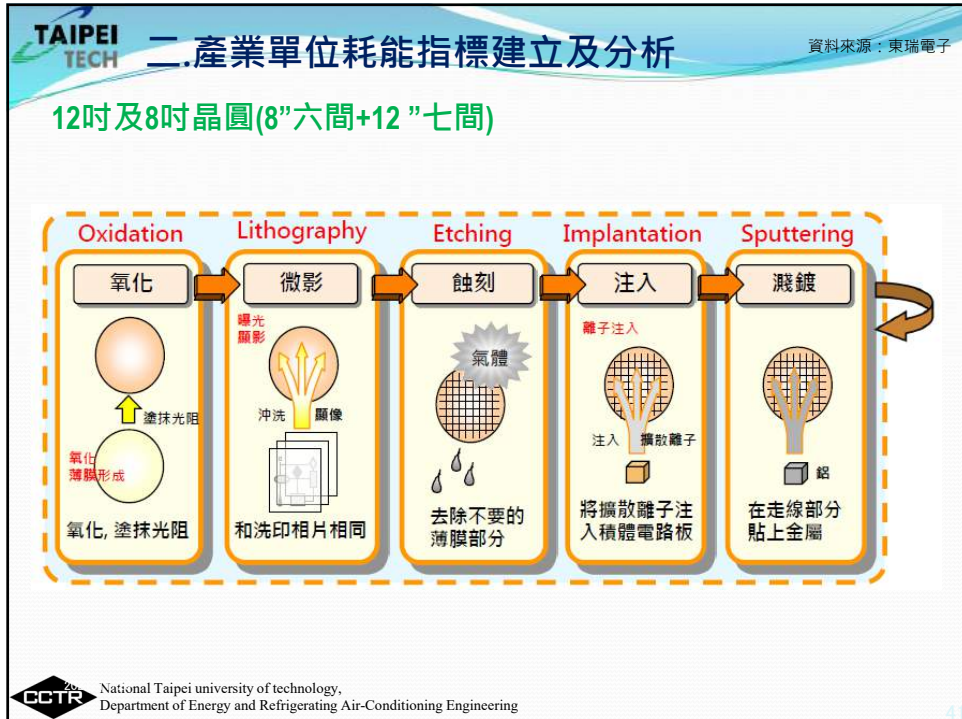 TAIPEI
TECH
二.產業單位耗能指標建立及分析
資料來源：東瑞電子
12吋及8吋晶圓(8”六間+12 ”七間)
Oxidation
氧化
塗抹光阻
氧化
薄膜形成
氧化, 塗抹光阻
Lithography
微影
曝光
顯影
沖洗 顯像
和洗印相片相同
Etching
蝕刻
氣體
去除不要的
薄膜部分
Implantation
注入
離子注入
注入 擴散離子
將擴散離子注
入積體電路板
Sputtering
濺鍍
鋁
在走線部分
貼上金屬
CCTR
National Taipei university of technology,
Department of Energy and Refrigerating Air-Conditioning Engineering